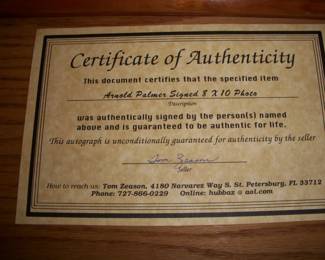 Certificate of Authenticity
This document certifies that the specified item
Arnold Palmer Signed 8 X 10 Photo
Description
was authentically signed by the person(s) named
above and is guaranteed to be authentic for life.
This autograph is unconditionally guaranteed for authenticity by the seller
Tom Zeason
Seller
How to reach us: Tom Zeason, 4180 Narvarez Way S. St. Petersburg, FL 33712
Phone: 727-866-0229 Online: hubbaz @ aol.com